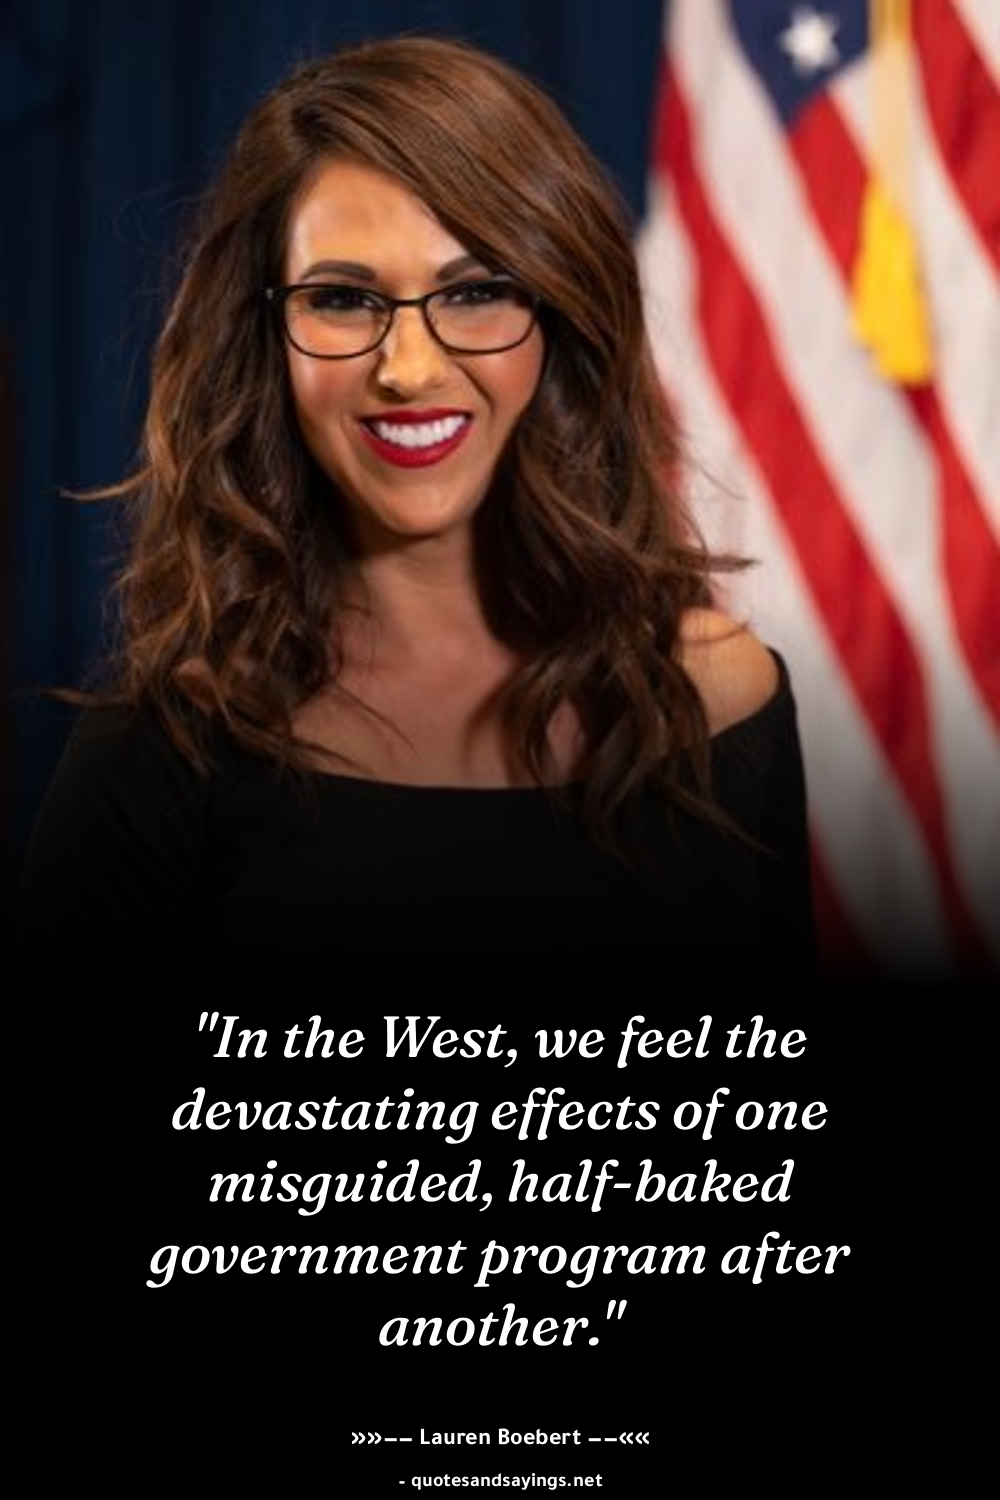 "In the West, we feel the
devastating effects of one
misguided, half-baked
government program after
another."
»»–– Lauren Boebert ––««
- quotesandsayings.net